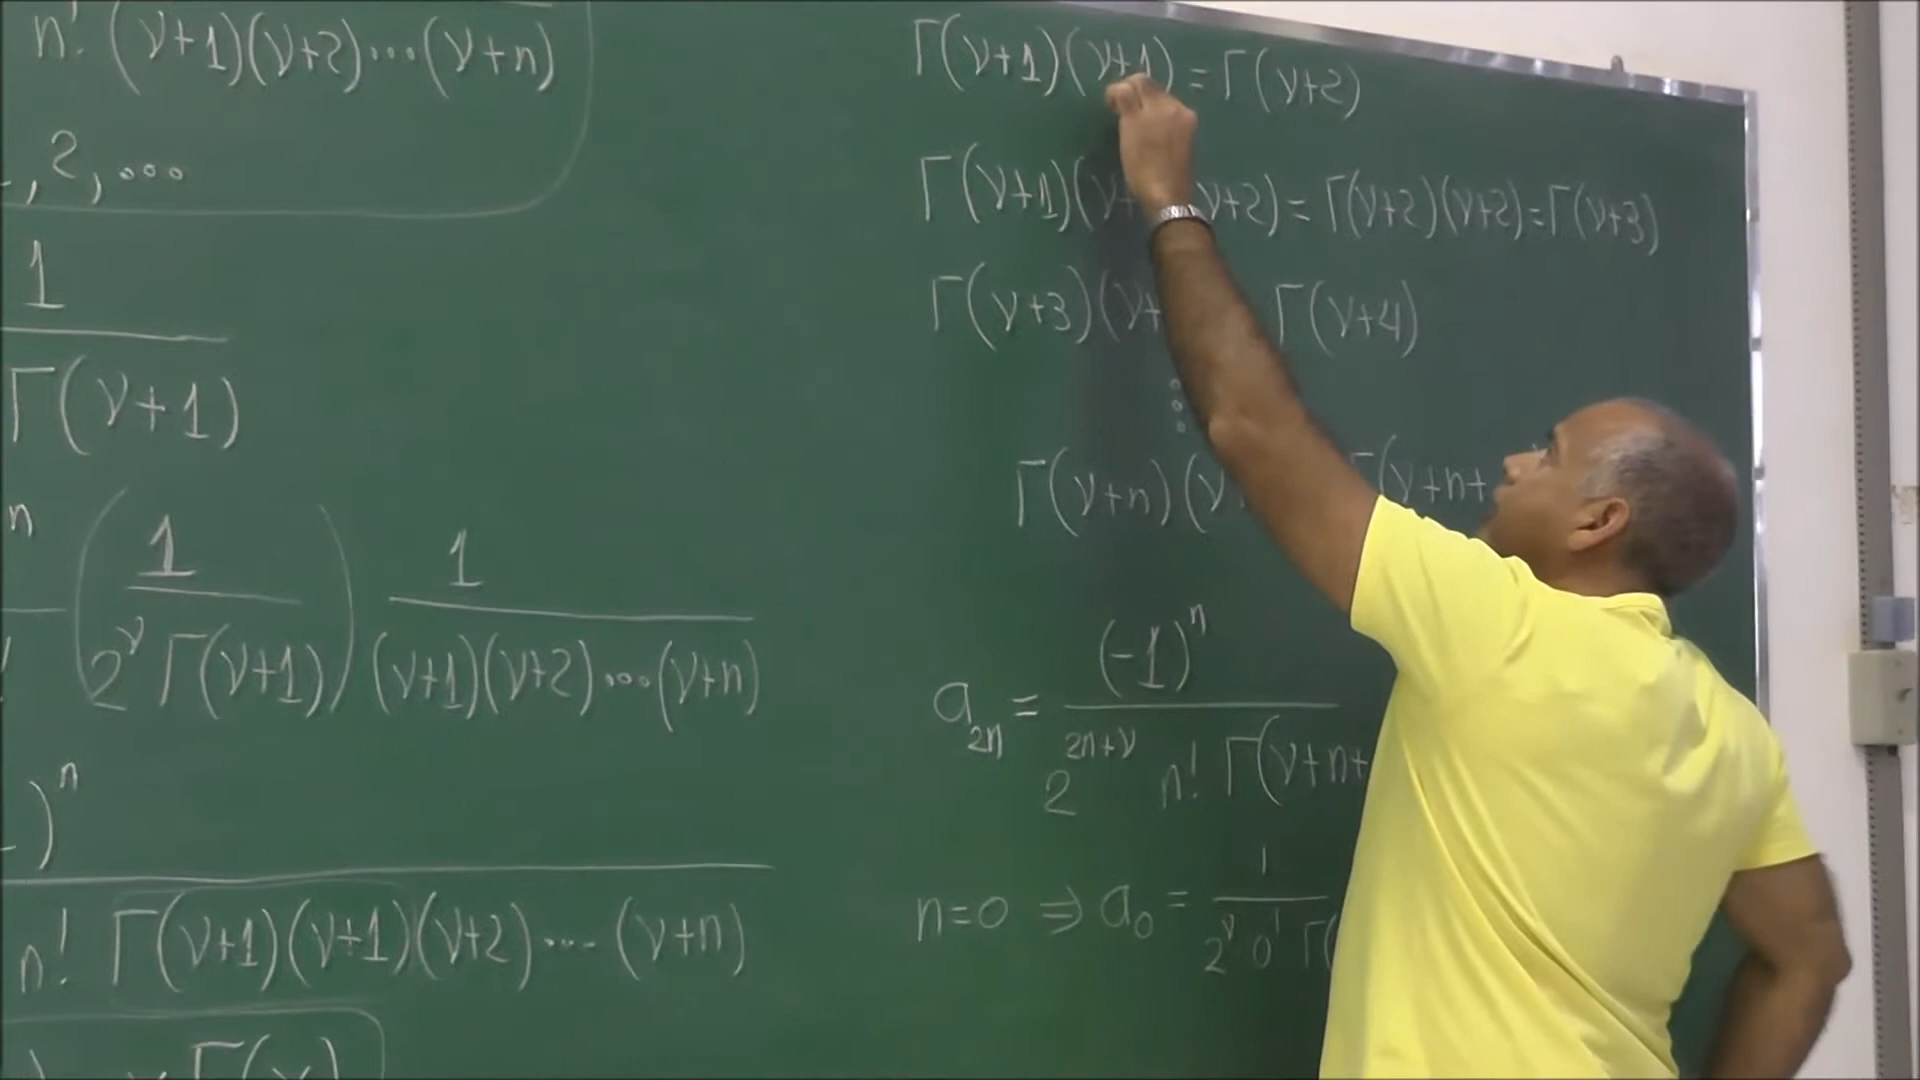 n! (ν+1)(ν+2)...(ν+n)
, 2, ...
1
Γ(ν+1)
n (1 / 2^ν Γ(ν+1)) 1 / (ν+1)(ν+2)...(ν+n)
)^n
n! Γ(ν+1)(ν+1)(ν+2)....(ν+n)
Γ(x)
Γ(ν+1)(ν+1) = Γ(ν+2)
Γ(ν+1)(ν+ ν+2) = Γ(ν+2)(ν+2) = Γ(ν+3)
Γ(ν+3)(ν+ Γ(ν+4)
Γ(ν+n)(ν Γ(ν+n+
a_2n = (-1)^n / 2^(2n+ν) n! Γ(ν+n+
n=0 ⇒ a_0 = 1 / 2^ν 0! Γ(